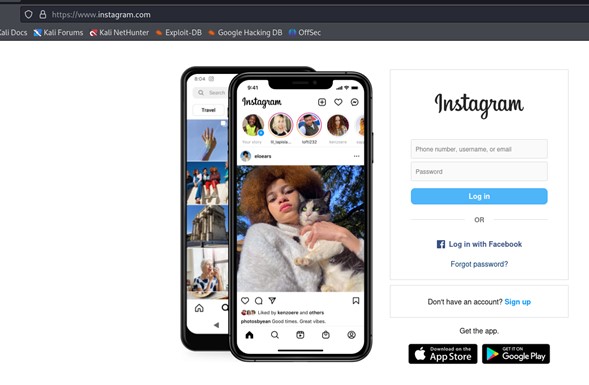 https://www.instagram.com
Kali Docs
Kali Forums
Kali NetHunter
Exploit-DB
Google Hacking DB
OffSec
8:04
Search
Travel
9:41
Instagram
Your story
lil_lapisla...
lofti232
kenzoere
eloears
Liked by kenzoere and others
photosbyean Good times. Great vibes.
Instagram
Phone number, username, or email
Password
Log in
OR
Log in with Facebook
Forgot password?
Don't have an account? Sign up
Get the app.
Download on the
App Store
GET IT ON
Google Play